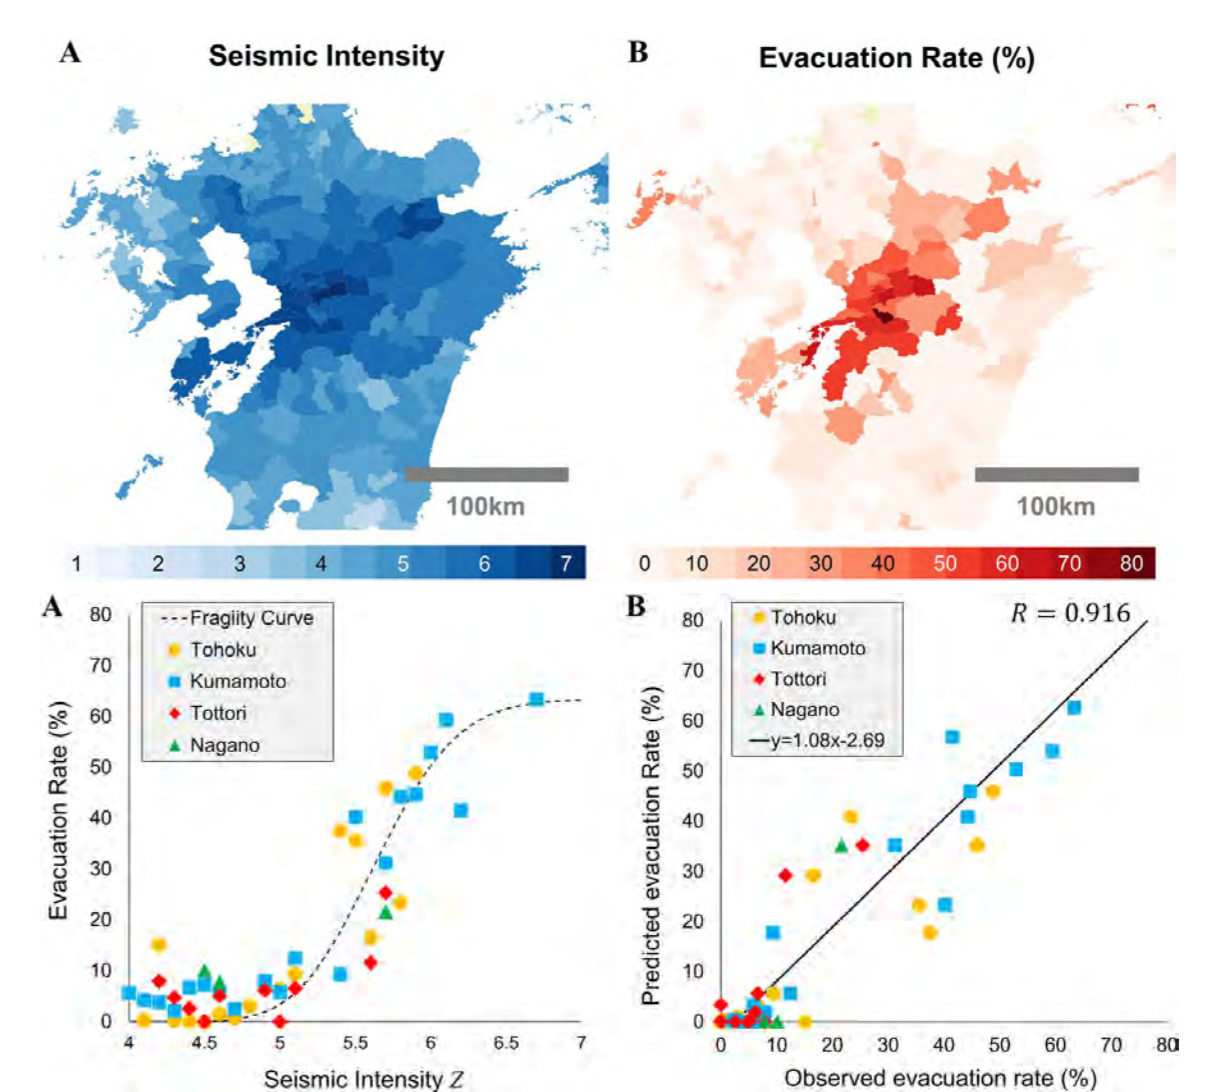 A Seismic Intensity
B Evacuation Rate (%)
100km
100km
1 2 3 4 5 6 7
0 10 20 30 40 50 60 70 80
A
80
70
60
50
40
30
20
10
0
Evacuation Rate (%)
Fragiity Curve
Tohoku
Kumamoto
Tottori
Nagano
4 4.5 5 5.5 6 6.5 7
Seismic Intensity Z
B
80
70
60
50
40
30
20
10
0
Predicted evacuation Rate (%)
Tohoku
Kumamoto
Tottori
Nagano
y=1.08x-2.69
R = 0.916
0 10 20 30 40 50 60 70 80
Observed evacuation rate (%)